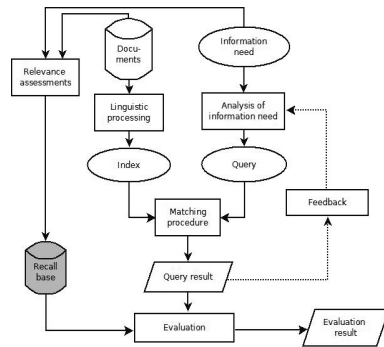 Docu-
ments
Information
need
Relevance
assessments
Linguistic
processing
Analysis of
information need
Index
Query
Feedback
Matching
procedure
Recall
base
Query result
Evaluation
Evaluation
result